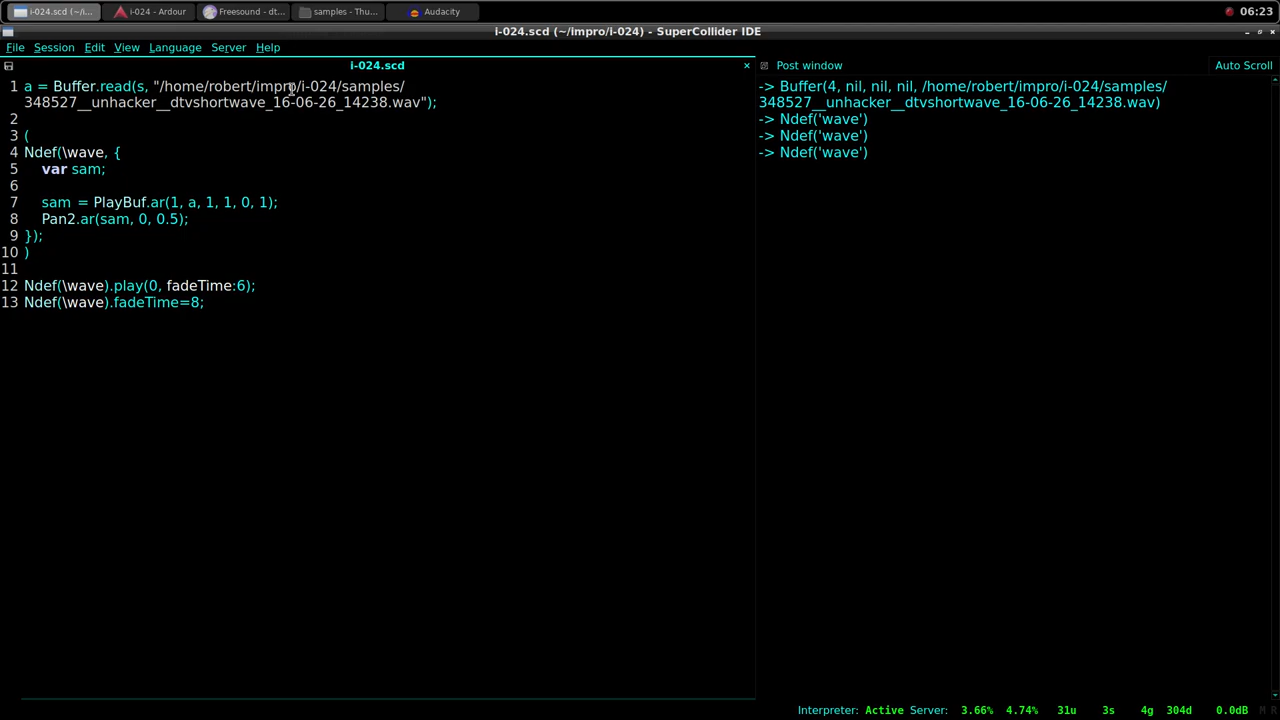 i-024.scd (~/i...
i-024 - Ardour
Freesound - dt...
samples - Thu...
Audacity
06:23
i-024.scd (~/impro/i-024) - SuperCollider IDE
File Session Edit View Language Server Help
i-024.scd
1 a = Buffer.read(s, "/home/robert/impro/i-024/samples/
348527__unhacker__dtvshortwave_16-06-26_14238.wav");
2
3 (
4 Ndef(\wave, {
5 var sam;
6
7 sam = PlayBuf.ar(1, a, 1, 1, 0, 1);
8 Pan2.ar(sam, 0, 0.5);
9 });
10 )
11
12 Ndef(\wave).play(0, fadeTime:6);
13 Ndef(\wave).fadeTime=8;
Post window
Auto Scroll
-> Buffer(4, nil, nil, nil, /home/robert/impro/i-024/samples/
348527__unhacker__dtvshortwave_16-06-26_14238.wav)
-> Ndef('wave')
-> Ndef('wave')
-> Ndef('wave')
Interpreter: Active Server: 3.66% 4.74% 31u 3s 4g 304d 0.0dB M R